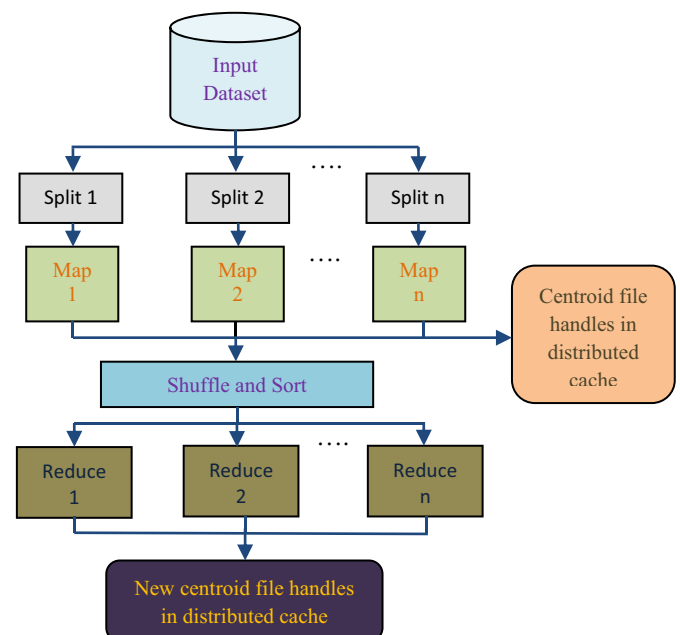 Input
Dataset
....
Split 1
Split 2
Split n
....
Map
1
Map
2
Map
n
Centroid file
handles in
distributed
cache
Shuffle and Sort
....
Reduce
1
Reduce
2
Reduce
n
New centroid file handles
in distributed cache